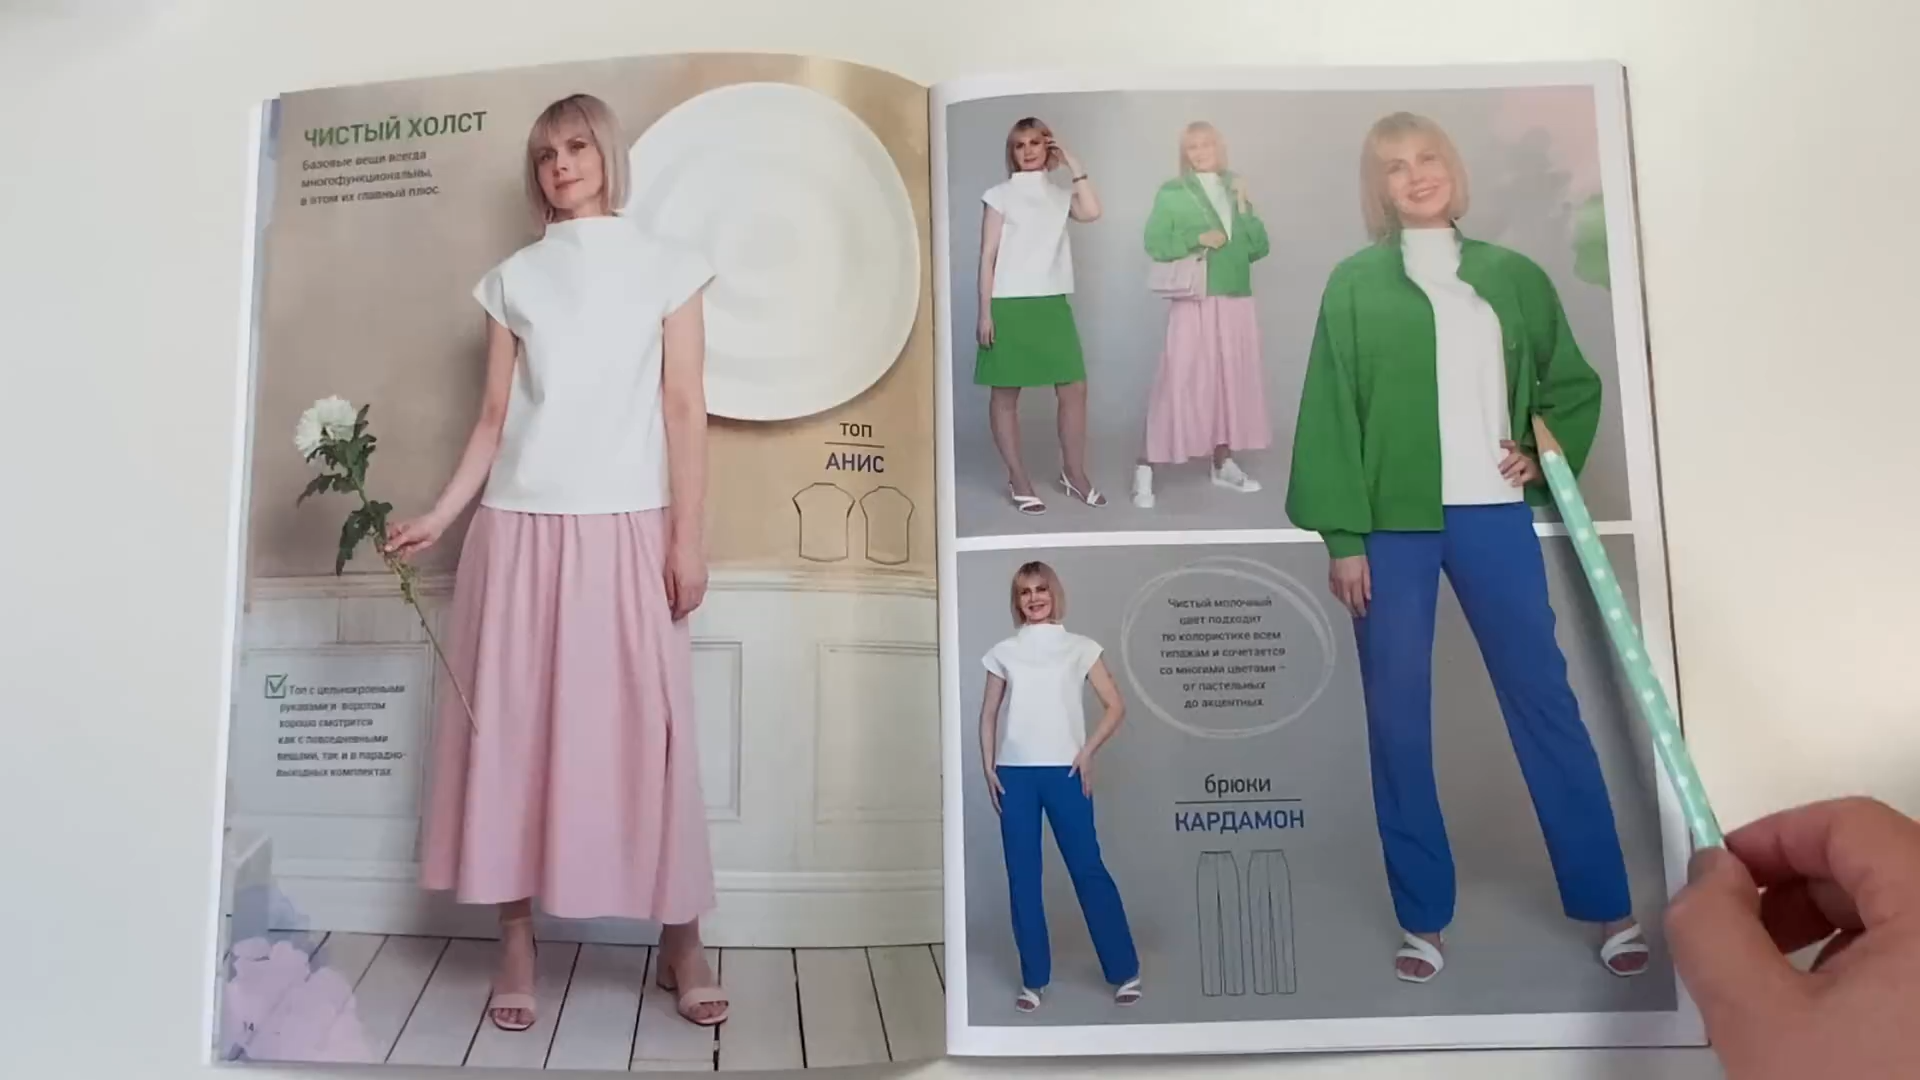 ЧИСТЫЙ ХОЛСТ
Базовые вещи всегда
многофункциональны,
в этом их главный плюс.
топ
АНИС
Топ с цельнокроеными
рукавами и воротом
хорошо смотрится
как с повседневными
вещами, так и в парадно-
выходных комплектах
14
Чистый молочный
цвет подходит
по колористике всем
типажам и сочетается
со многими цветами –
от пастельных
до акцентных
брюки
КАРДАМОН